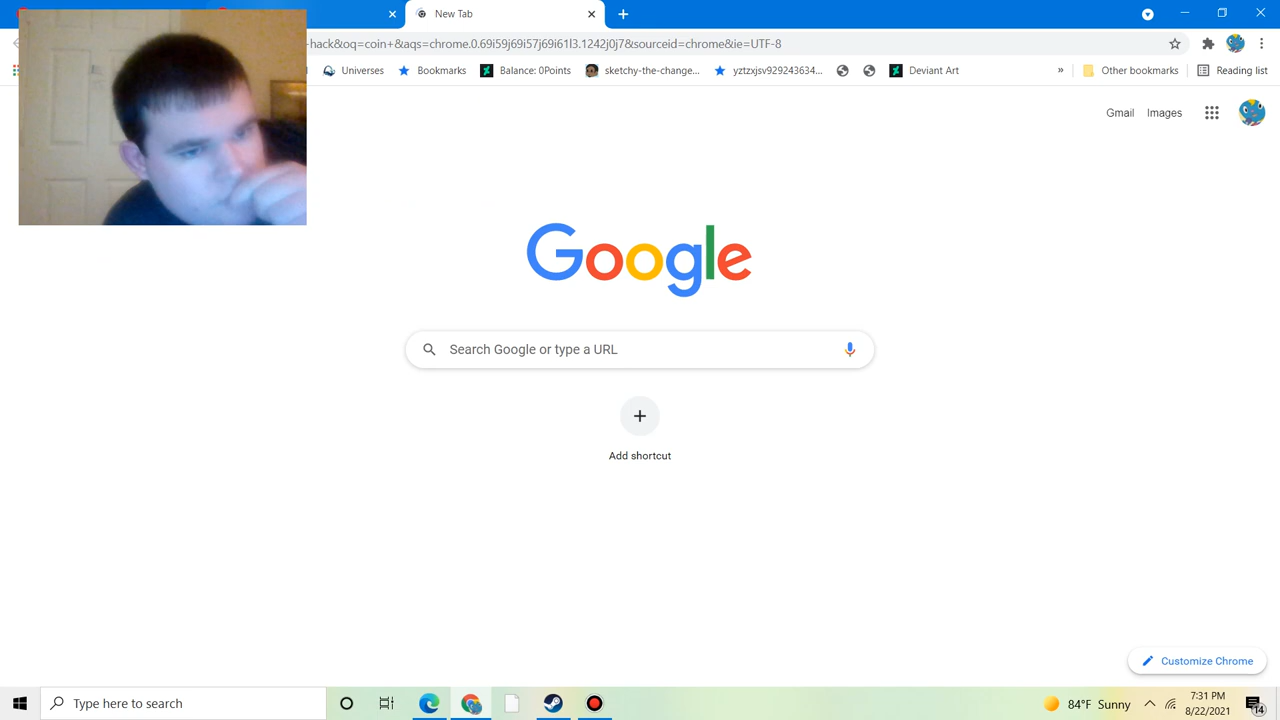 New Tab
-hack&oq=coin+&aqs=chrome.0.69i59j69i57j69i61l3.1242j0j7&sourceid=chrome&ie=UTF-8
Universes Bookmarks Balance: 0Points sketchy-the-change... yztzxjsv929243634... Deviant Art » Other bookmarks Reading list
Gmail Images
Google
Search Google or type a URL
Add shortcut
Customize Chrome
Type here to search
84°F Sunny
7:31 PM
8/22/2021
14